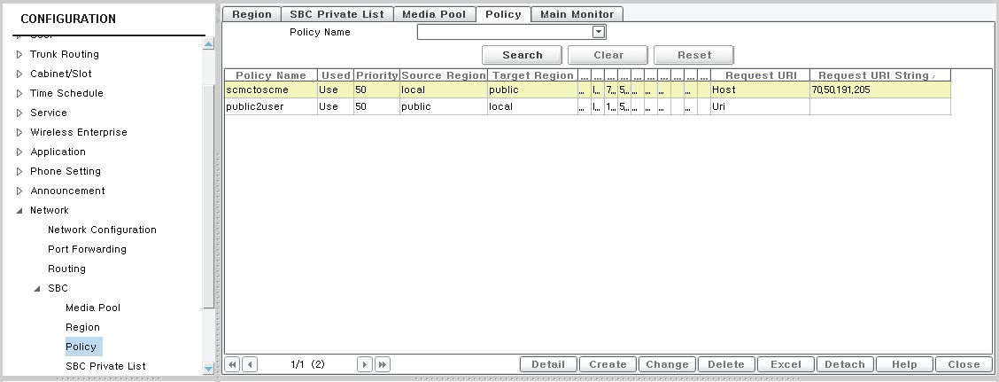 CONFIGURATION
Trunk Routing
Cabinet/Slot
Time Schedule
Service
Wireless Enterprise
Application
Phone Setting
Announcement
Network
Network Configuration
Port Forwarding
Routing
SBC
Media Pool
Region
Policy
SBC Private List
Region SBC Private List Media Pool Policy Main Monitor
Policy Name
Search Clear Reset
Policy Name Used Priority Source Region Target Region ... ... ... ... ... ... ... ... ... ... Request URI Request URI String
scmctoscme Use 50 local public ... I... 7... 5... ... ... ... ... Host 70,50,191,205
public2user Use 50 public local ... I... 1... 5... ... ... ... ... Uri
1/1 (2)
Detail Create Change Delete Excel Detach Help Close